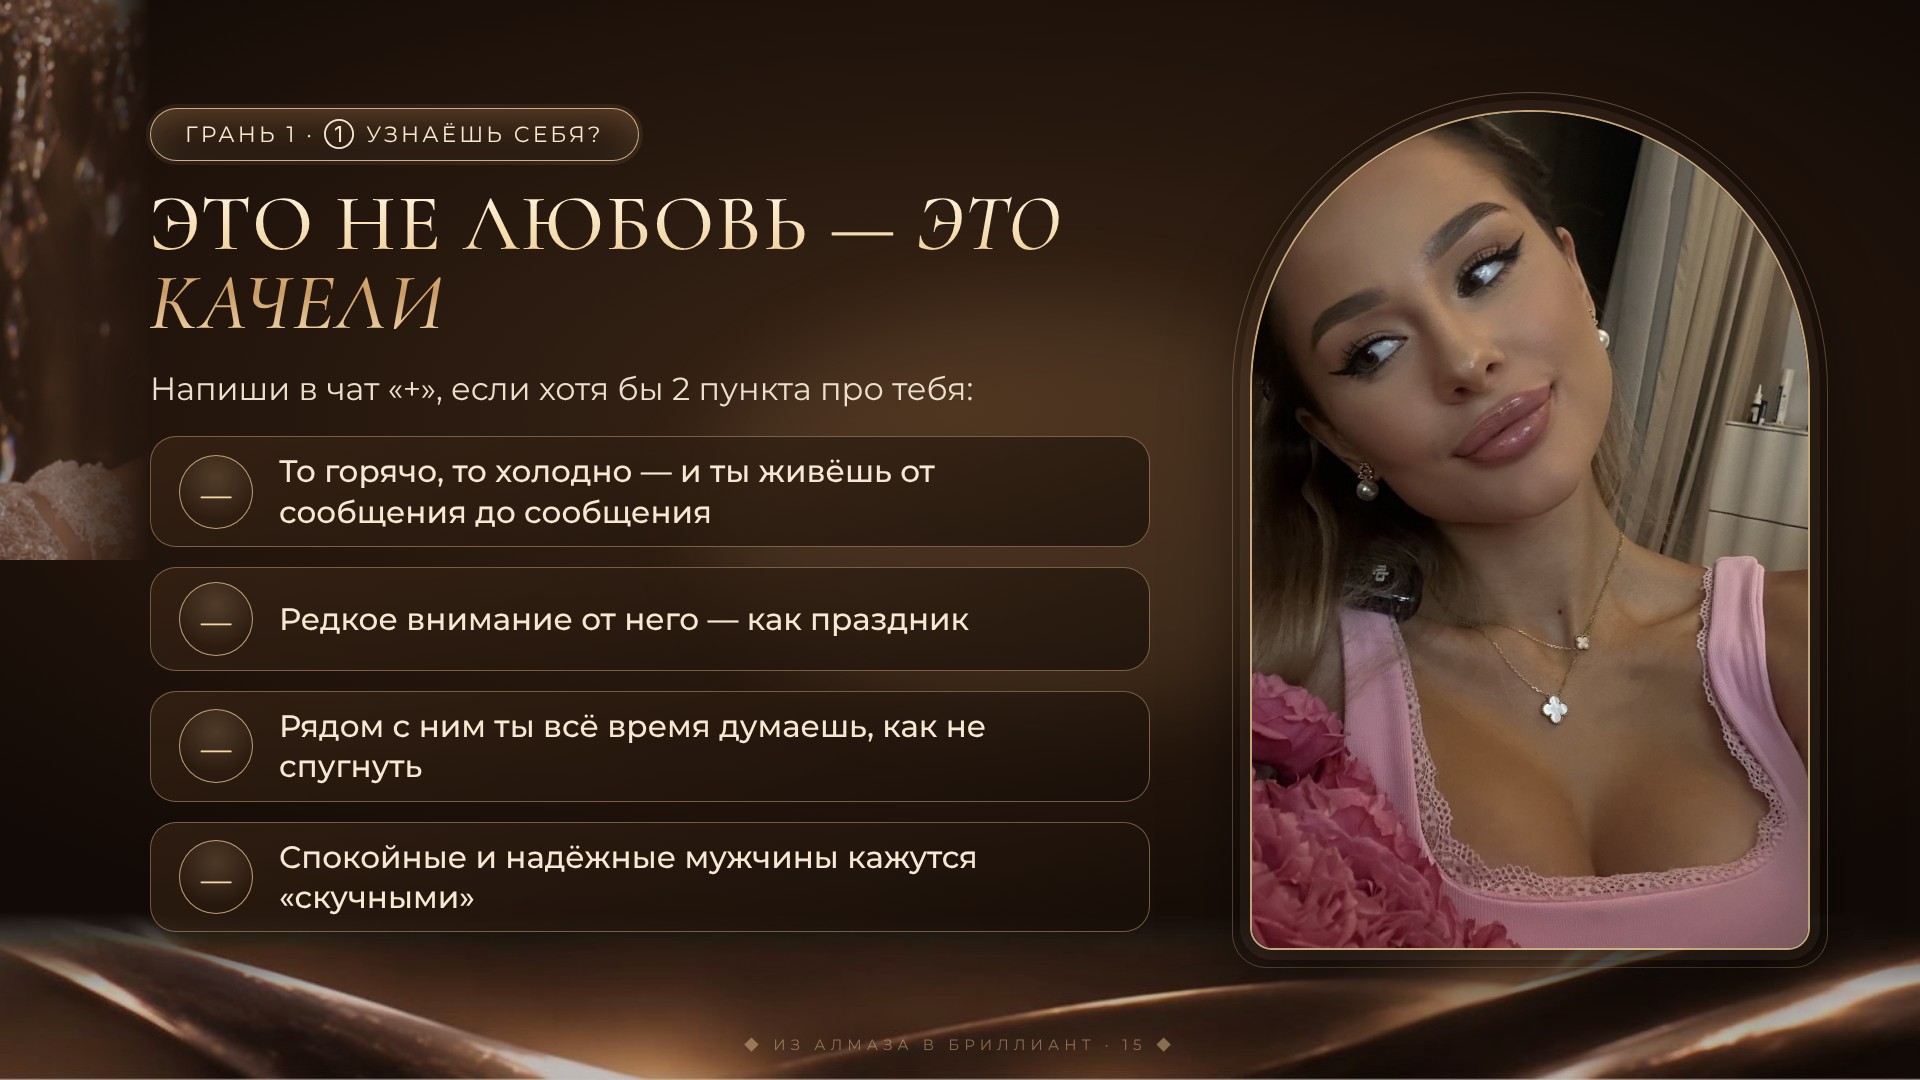 ГРАНЬ 1 · ① УЗНАЁШЬ СЕБЯ?
ЭТО НЕ ЛЮБОВЬ — ЭТО
КАЧЕЛИ
Напиши в чат «+», если хотя бы 2 пункта про тебя:
— То горячо, то холодно — и ты живёшь от
сообщения до сообщения
— Редкое внимание от него — как праздник
— Рядом с ним ты всё время думаешь, как не
спугнуть
— Спокойные и надёжные мужчины кажутся
«скучными»
◆ ИЗ АЛМАЗА В БРИЛЛИАНТ · 15 ◆